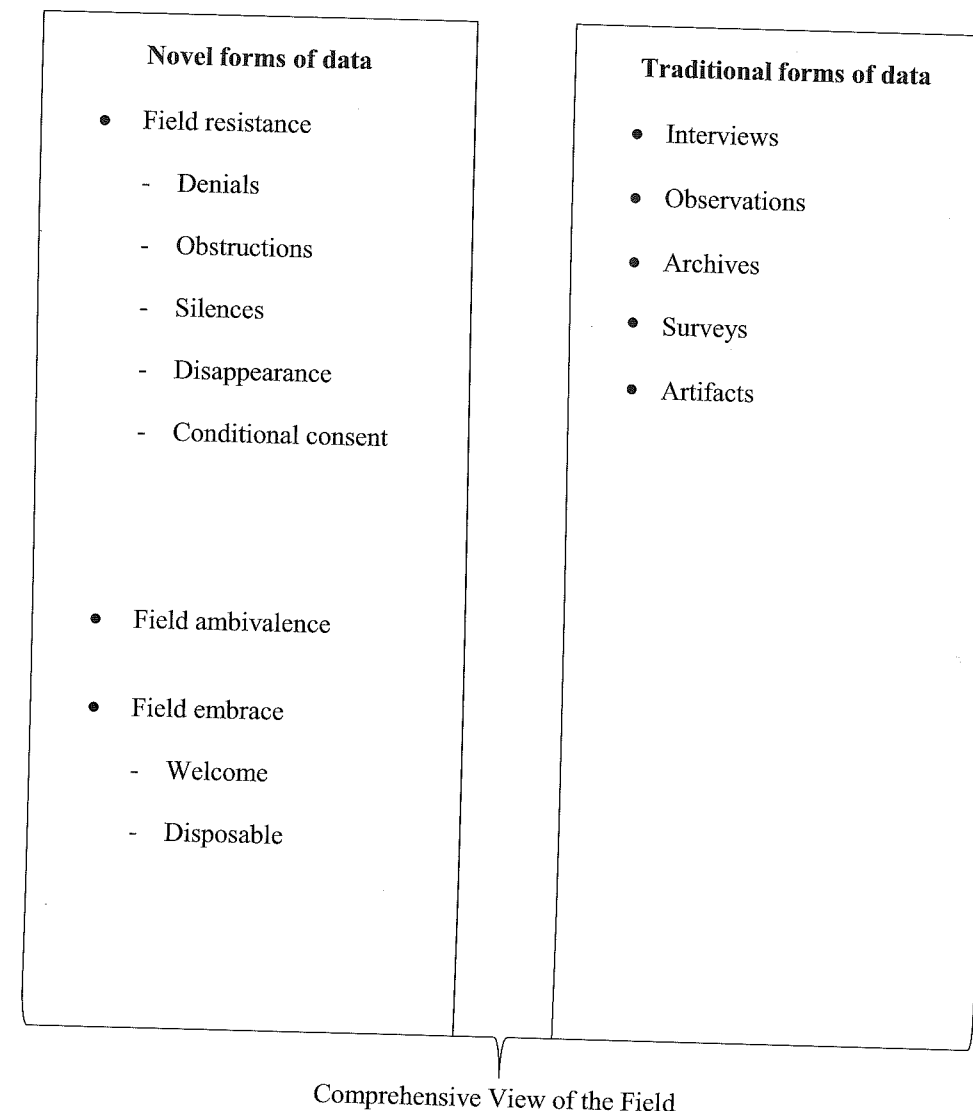 Novel forms of data
• Field resistance
- Denials
- Obstructions
- Silences
- Disappearance
- Conditional consent
• Field ambivalence
• Field embrace
- Welcome
- Disposable
Traditional forms of data
• Interviews
• Observations
• Archives
• Surveys
• Artifacts
Comprehensive View of the Field